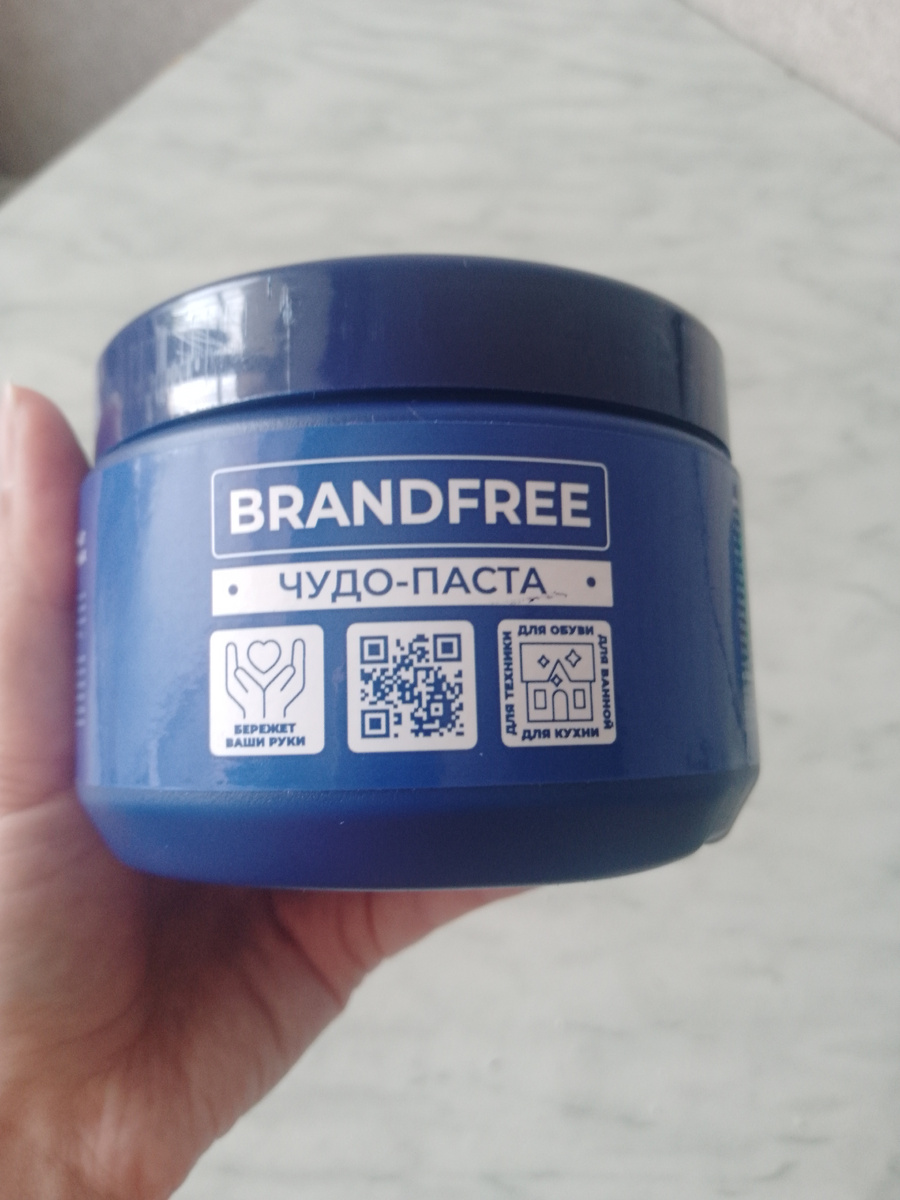 BRANDFREE
• ЧУДО-ПАСТА •
БЕРЕЖЕТ
ВАШИ РУКИ
ДЛЯ ОБУВИ
ДЛЯ ТЕХНИКИ
ДЛЯ ВАННОЙ
ДЛЯ КУХНИ